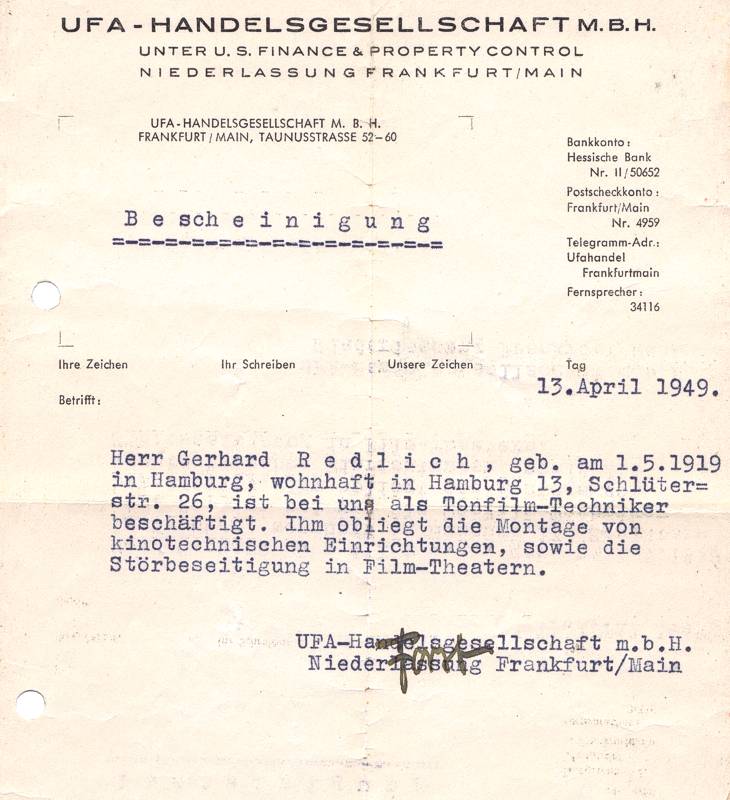 UFA-HANDELSGESELLSCHAFT M.B.H.
UNTER U.S. FINANCE & PROPERTY CONTROL
NIEDERLASSUNG FRANKFURT/MAIN
UFA-HANDELSGESELLSCHAFT M. B. H.
FRANKFURT/MAIN, TAUNUSSTRASSE 52-60
Bankkonto:
Hessische Bank
Nr. II/50652
Postscheckkonto:
Frankfurt/Main
Nr. 4959
Telegramm-Adr.:
Ufahandel
Frankfurtmain
Fernsprecher:
34116
B e s c h e i n i g u n g
=-=-=-=-=-=-=-=-=-=-=-=-=
Ihre Zeichen Ihr Schreiben Unsere Zeichen Tag
13.April 1949.
Betrifft:
Herr Gerhard R e d l i c h , geb. am 1.5.1919
in Hamburg, wohnhaft in Hamburg 13, Schlüter=
str. 26, ist bei uns als Tonfilm-Techniker
beschäftigt. Ihm obliegt die Montage von
kinotechnischen Einrichtungen, sowie die
Störbeseitigung in Film-Theatern.
UFA-Handelsgesellschaft m.b.H.
Niederlassung Frankfurt/Main